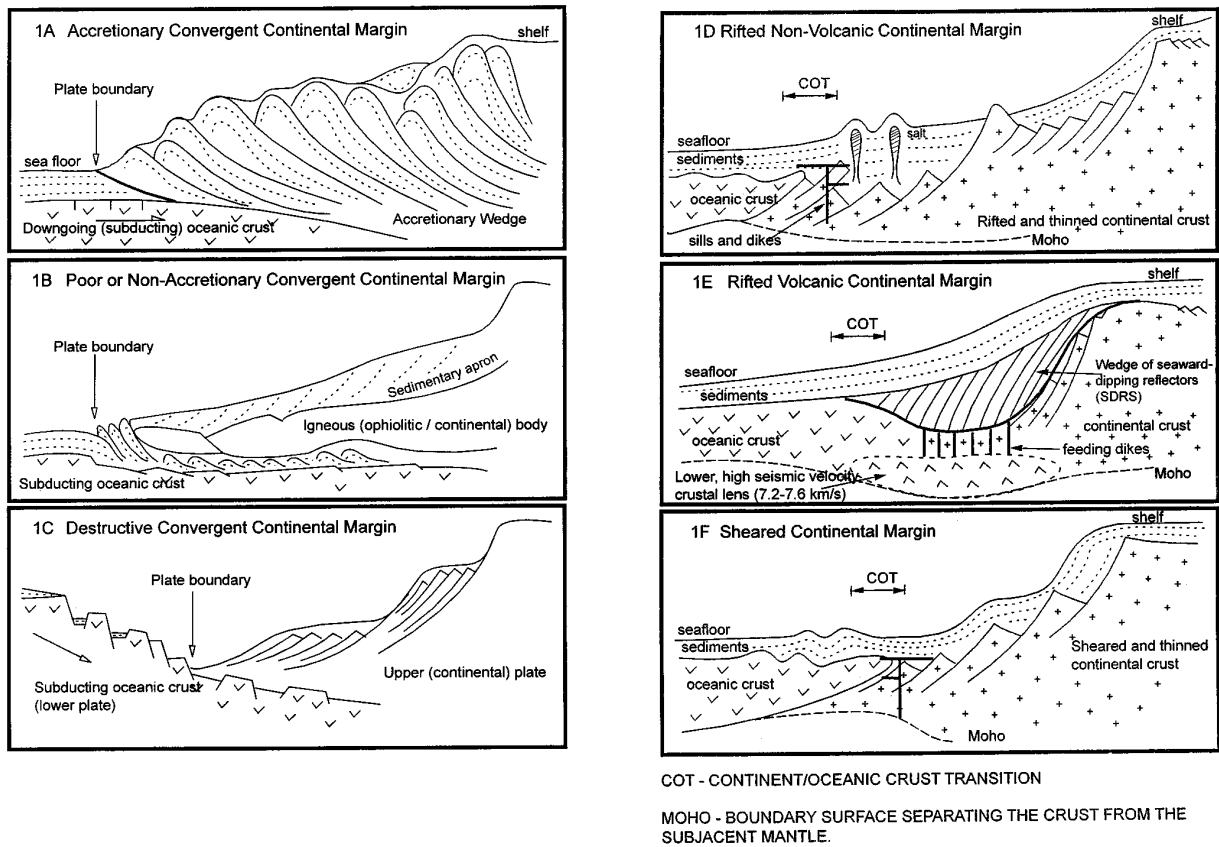 1A Accretionary Convergent Continental Margin
shelf
Plate boundary
sea floor
Accretionary Wedge
Downgoing (subducting) oceanic crust
1B Poor or Non-Accretionary Convergent Continental Margin
Plate boundary
Sedimentary apron
Igneous (ophiolitic / continental) body
Subducting oceanic crust
1C Destructive Convergent Continental Margin
Plate boundary
Upper (continental) plate
Subducting oceanic crust
(lower plate)
1D Rifted Non-Volcanic Continental Margin
shelf
COT
salt
seafloor
sediments
oceanic crust
Rifted and thinned continental crust
sills and dikes
Moho
1E Rifted Volcanic Continental Margin
shelf
COT
Wedge of seaward-
dipping reflectors
(SDRS)
seafloor
sediments
continental crust
oceanic crust
feeding dikes
Lower, high seismic velocity
crustal lens (7.2-7.6 km/s)
Moho
1F Sheared Continental Margin
shelf
COT
seafloor
sediments
Sheared and thinned
continental crust
oceanic crust
Moho
COT - CONTINENT/OCEANIC CRUST TRANSITION
MOHO - BOUNDARY SURFACE SEPARATING THE CRUST FROM THE
SUBJACENT MANTLE.